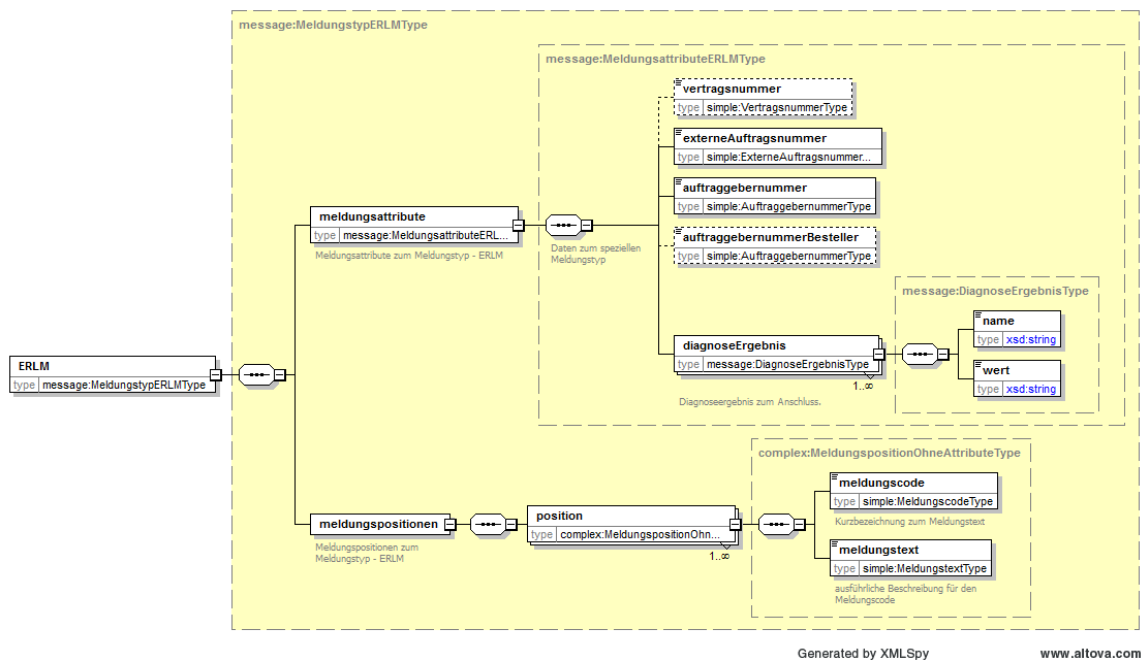 message:MeldungstypERLMType
message:MeldungsattributeERLMType
vertragsnummer
type simple:VertragsnummerType
externeAuftragsnummer
type simple:ExterneAuftragsnummer...
auftraggebernummer
type simple:AuftraggebernummerType
auftraggebernummerBesteller
type simple:AuftraggebernummerType
meldungsattribute
type message:MeldungsattributeERL...
Meldungsattribute zum Meldungstyp - ERLM
Daten zum speziellen
Meldungstyp
message:DiagnoseErgebnisType
name
type xsd:string
wert
type xsd:string
diagnoseErgebnis
type message:DiagnoseErgebnisType
1..∞
Diagnoseergebnis zum Anschluss.
ERLM
type message:MeldungstypERLMType
complex:MeldungspositionOhneAttributeType
meldungscode
type simple:MeldungscodeType
Kurzbezeichnung zum Meldungstext
meldungstext
type simple:MeldungstextType
ausführliche Beschreibung für den
Meldungscode
meldungspositionen
Meldungspositionen zum
Meldungstyp - ERLM
position
type complex:MeldungspositionOhn...
1..∞
Generated by XMLSpy
www.altova.com